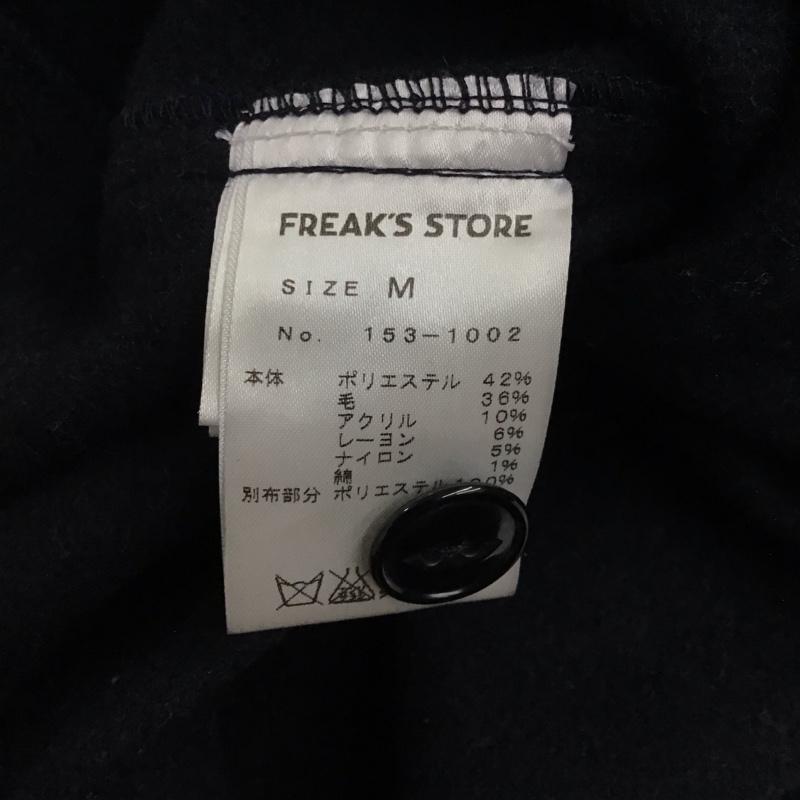 FREAK'S STORE
SIZE M
No. 153-1002
本体 ポリエステル 42%
毛 36%
アクリル 10%
レーヨン 6%
ナイロン 5%
綿 1%
別布部分 ポリエステル 100%